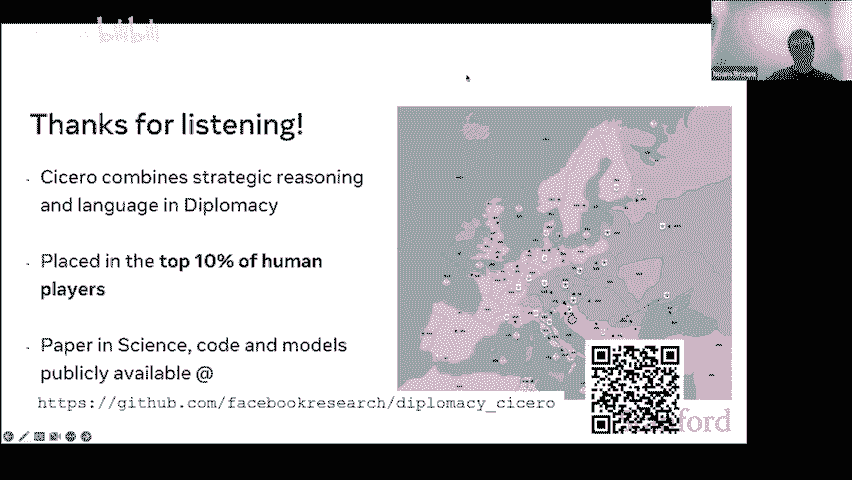 bilibili
Thanks for listening!
Cicero combines strategic reasoning
and language in Diplomacy
Placed in the top 10% of human
players
Paper in Science, code and models
publicly available @
https://github.com/facebookresearch/diplomacy_cicero